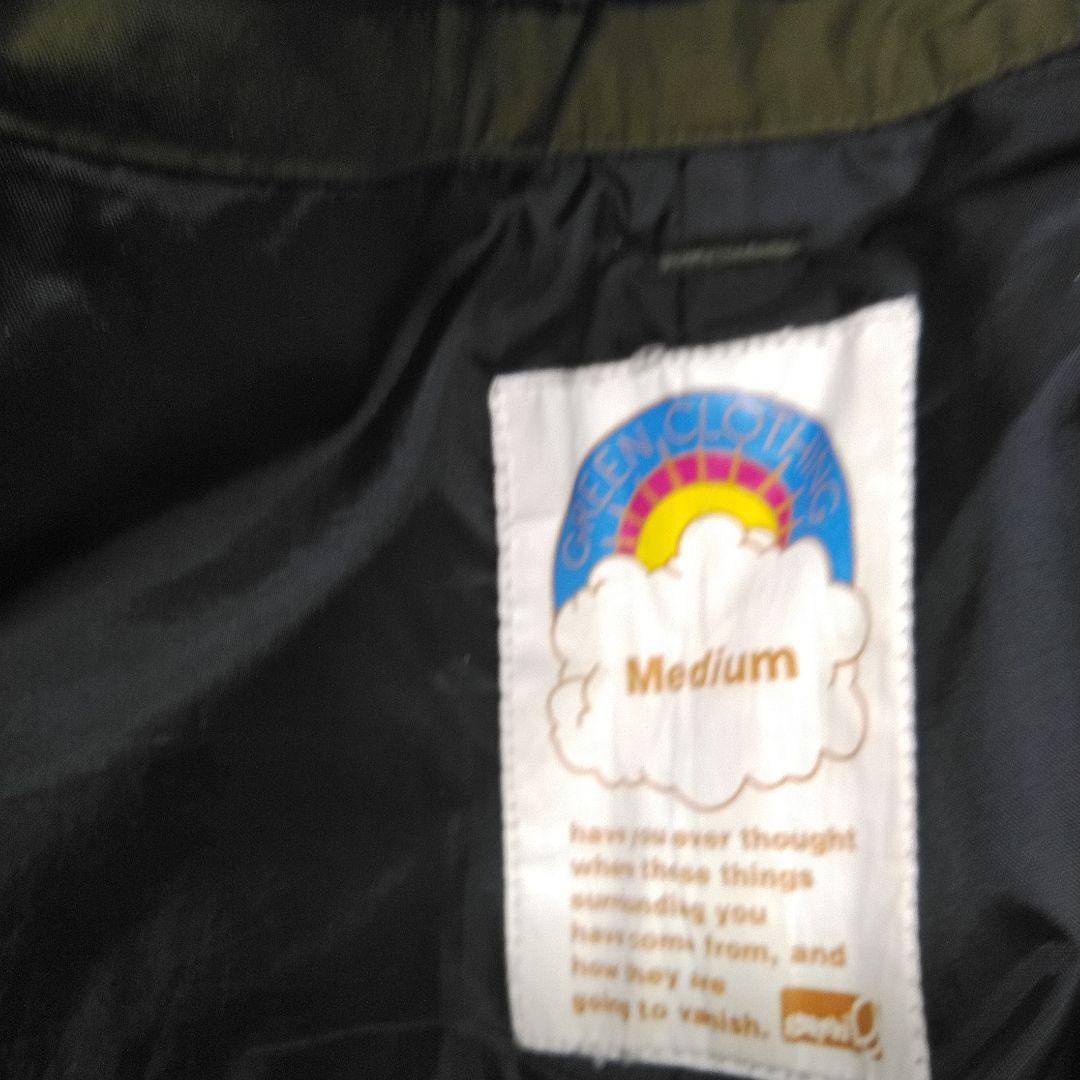 GREEN CLOTHING
Medium
have you ever thought
when these things
surrounding you
have come from, and
how they are
going to vanish.